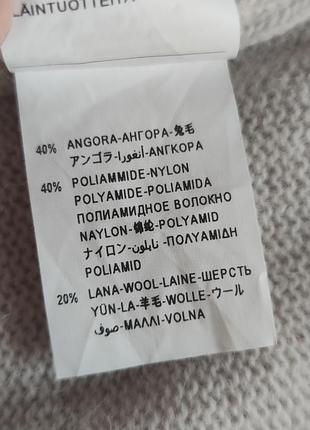 LÄINTUOTTEITA
40% ANGORA-АНГОРА-兔毛
アンゴラ-انغورا-ΑΝΓΚΟΡΑ
40% POLIAMMIDE-NYLON
POLYAMIDE-POLIAMIDA
ПОЛИАМИДНОЕ ВОЛОКНО
NAYLON-锦纶-POLYAMID
ナイロン-نايلون-ΠΟΛΥΑΜΙΔΗ
POLIAMID
20% LANA-WOOL-LAINE-ШЕРСТЬ
YÜN-LA-羊毛-WOLLE-ウール
صوف-ΜΑΛΛΙ-VOLNA